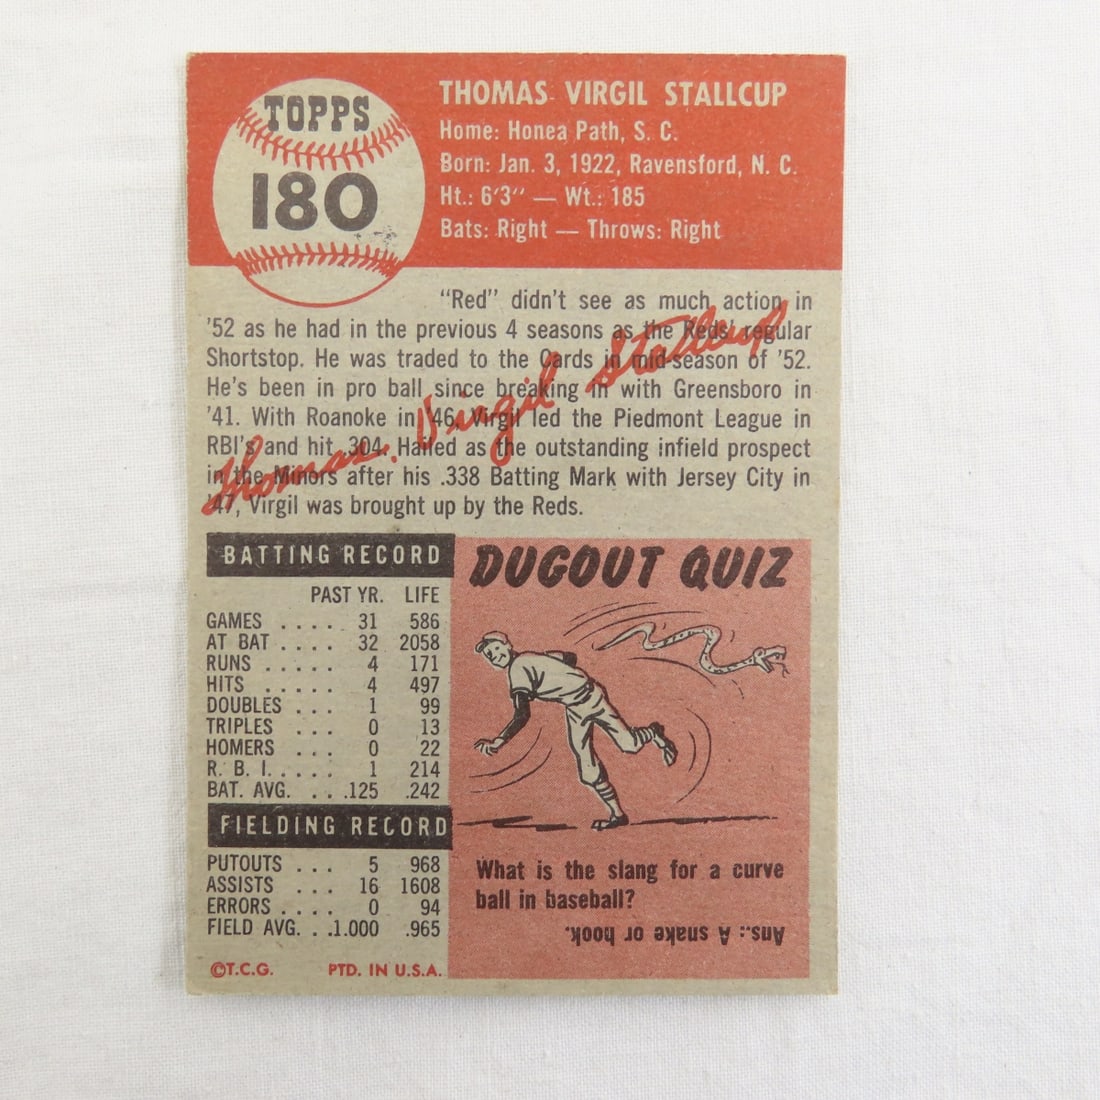 TOPPS
180
THOMAS VIRGIL STALLCUP
Home: Honea Path, S. C.
Born: Jan. 3, 1922, Ravensford, N. C.
Ht.: 6'3" — Wt.: 185
Bats: Right — Throws: Right
"Red" didn't see as much action in
'52 as he had in the previous 4 seasons as the Reds' regular
Shortstop. He was traded to the Cards in mid-season of '52.
He's been in pro ball since breaking in with Greensboro in
'41. With Roanoke in '46, Virgil led the Piedmont League in
RBI's and hit .304. Hailed as the outstanding infield prospect
in the Minors after his .338 Batting Mark with Jersey City in
'47, Virgil was brought up by the Reds.
Thomas Virgil Stallcup
BATTING RECORD
PAST YR. LIFE
GAMES .... 31 586
AT BAT .... 32 2058
RUNS ..... 4 171
HITS ..... 4 497
DOUBLES ... 1 99
TRIPLES ... 0 13
HOMERS ... 0 22
R. B. I. .... 1 214
BAT. AVG. ... .125 .242
FIELDING RECORD
PUTOUTS ... 5 968
ASSISTS ... 16 1608
ERRORS .... 0 94
FIELD AVG. ..1.000 .965
©T.C.G. PTD. IN U.S.A.
DUGOUT QUIZ
What is the slang for a curve
ball in baseball?
Ans.: A snake or hook.